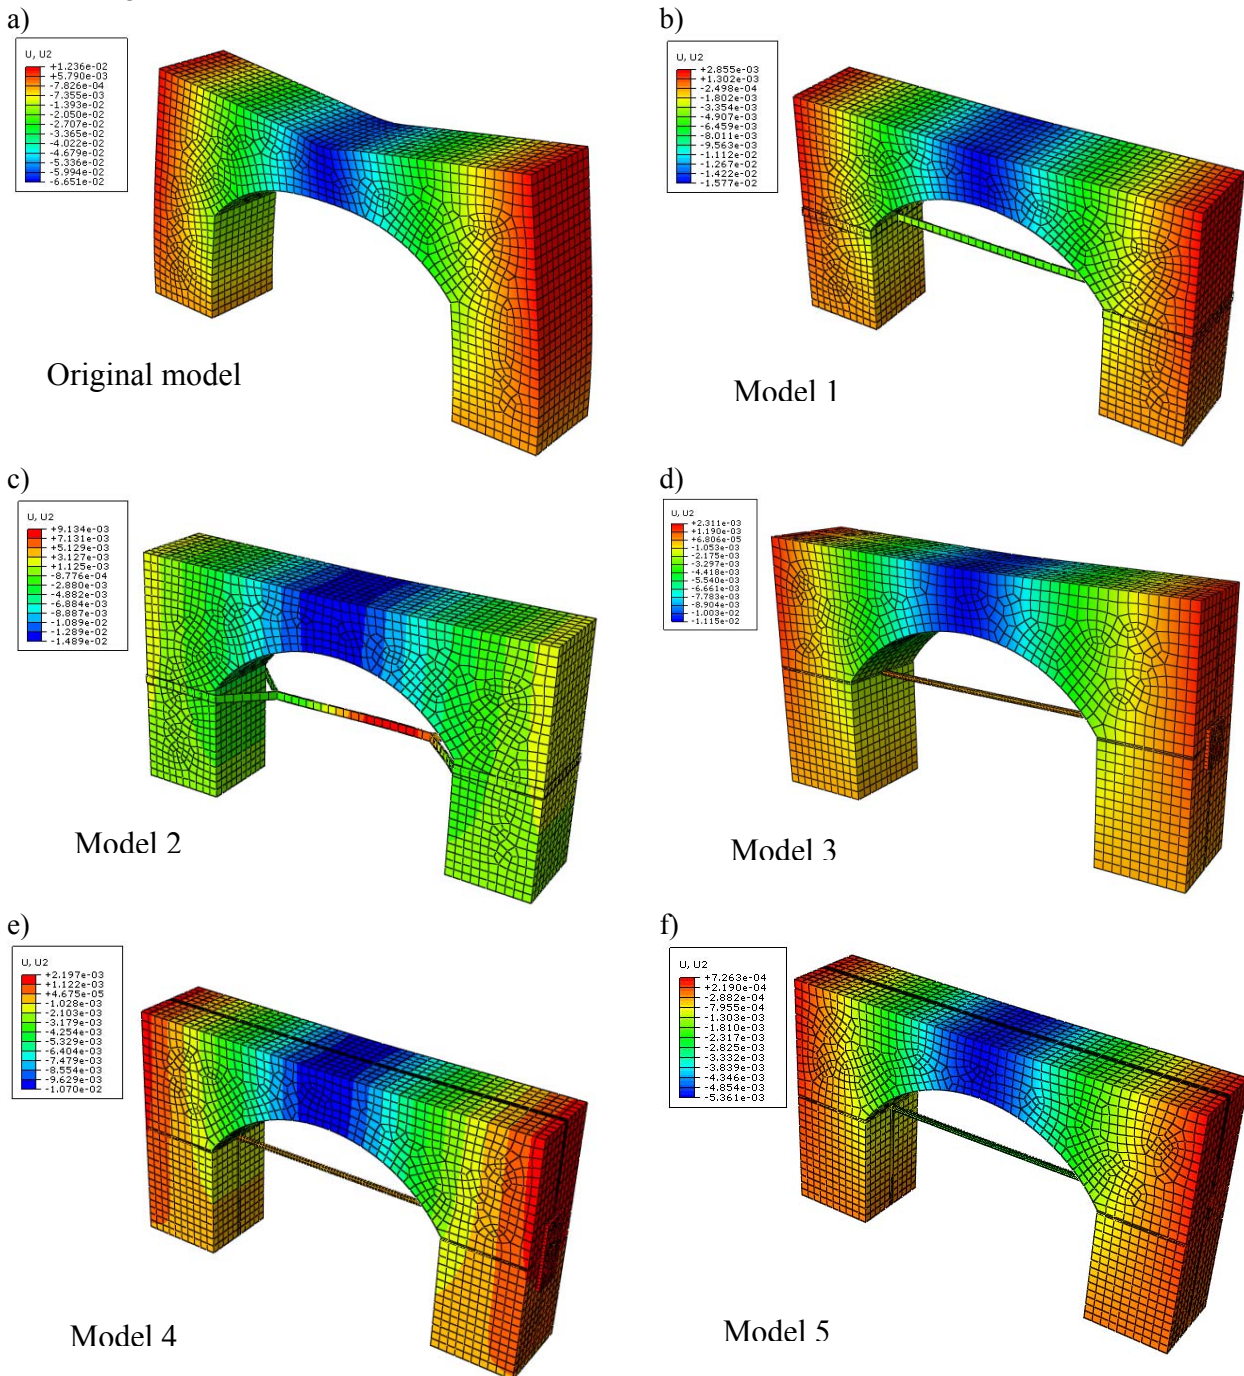 a)
U, U2
+1.236e-02
+5.790e-03
-7.826e-04
-7.355e-03
-1.393e-02
-2.050e-02
-2.707e-02
-3.365e-02
-4.022e-02
-4.679e-02
-5.336e-02
-5.994e-02
-6.651e-02
Original model
b)
U, U2
+2.855e-03
+1.302e-03
-2.498e-04
-1.802e-03
-3.354e-03
-4.907e-03
-6.459e-03
-8.011e-03
-9.563e-03
-1.112e-02
-1.267e-02
-1.422e-02
-1.577e-02
Model 1
c)
U, U2
+9.134e-03
+7.131e-03
+5.129e-03
+3.127e-03
+1.125e-03
-8.776e-04
-2.880e-03
-4.882e-03
-6.884e-03
-8.887e-03
-1.089e-02
-1.289e-02
-1.489e-02
Model 2
d)
U, U2
+2.311e-03
+1.190e-03
+6.806e-05
-1.053e-03
-2.175e-03
-3.297e-03
-4.418e-03
-5.540e-03
-6.661e-03
-7.783e-03
-8.904e-03
-1.003e-02
-1.115e-02
Model 3
e)
U, U2
+2.197e-03
+1.122e-03
+4.675e-05
-1.028e-03
-2.103e-03
-3.179e-03
-4.254e-03
-5.329e-03
-6.404e-03
-7.479e-03
-8.554e-03
-9.629e-03
-1.070e-02
Model 4
f)
U, U2
+7.263e-04
+2.190e-04
-2.882e-04
-7.955e-04
-1.303e-03
-1.810e-03
-2.317e-03
-2.825e-03
-3.332e-03
-3.839e-03
-4.346e-03
-4.854e-03
-5.361e-03
Model 5